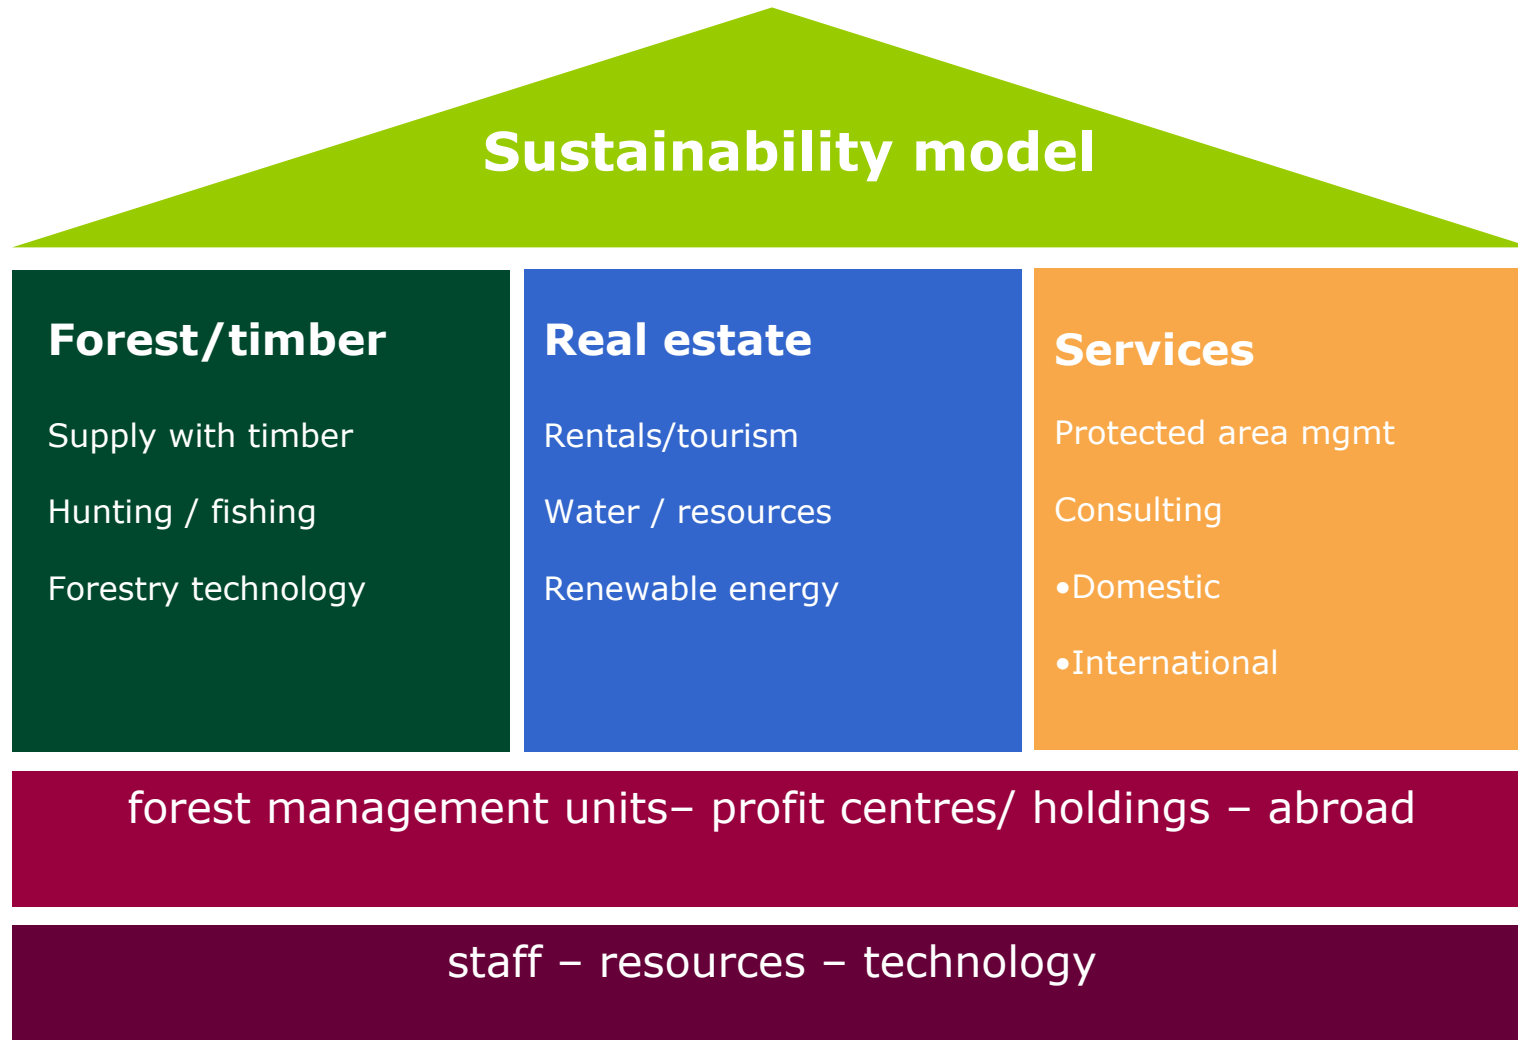 Sustainability model
Forest/timber
Supply with timber
Hunting / fishing
Forestry technology
Real estate
Rentals/tourism
Water / resources
Renewable energy
Services
Protected area mgmt
Consulting
•Domestic
•International
forest management units– profit centres/ holdings – abroad
staff – resources – technology